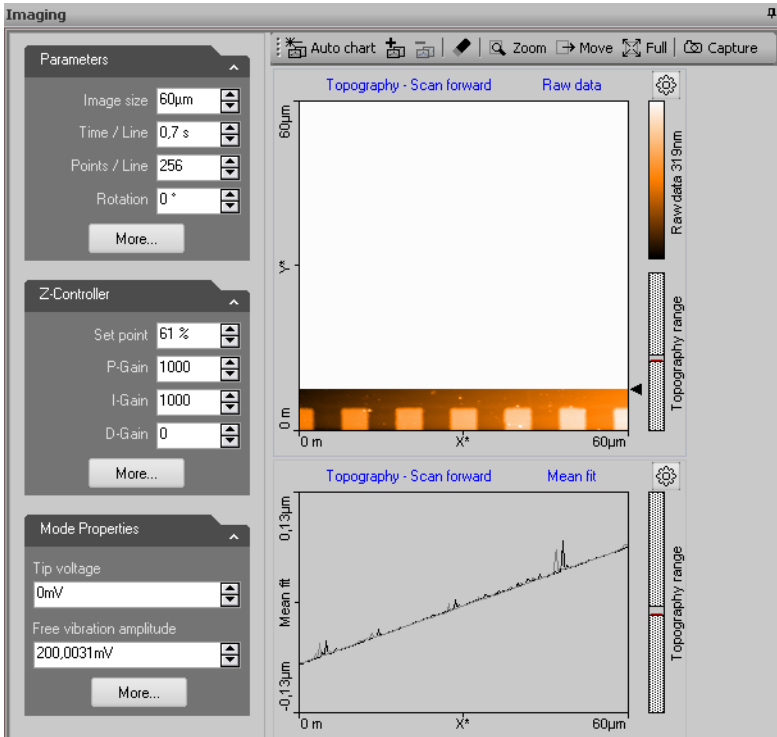 Imaging
Parameters
Image size 60µm
Time / Line 0,7 s
Points / Line 256
Rotation 0 °
More...
Z-Controller
Set point 61 %
P-Gain 1000
I-Gain 1000
D-Gain 0
More...
Mode Properties
Tip voltage
0mV
Free vibration amplitude
200,0031mV
More...
Auto chart Zoom Move Full Capture
Topography - Scan forward Raw data
60µm
Y*
0 m
0 m X* 60µm
Raw data 319nm
Topography range
Topography - Scan forward Mean fit
0,13µm
Mean fit
-0,13µm
0 m X* 60µm
Topography range